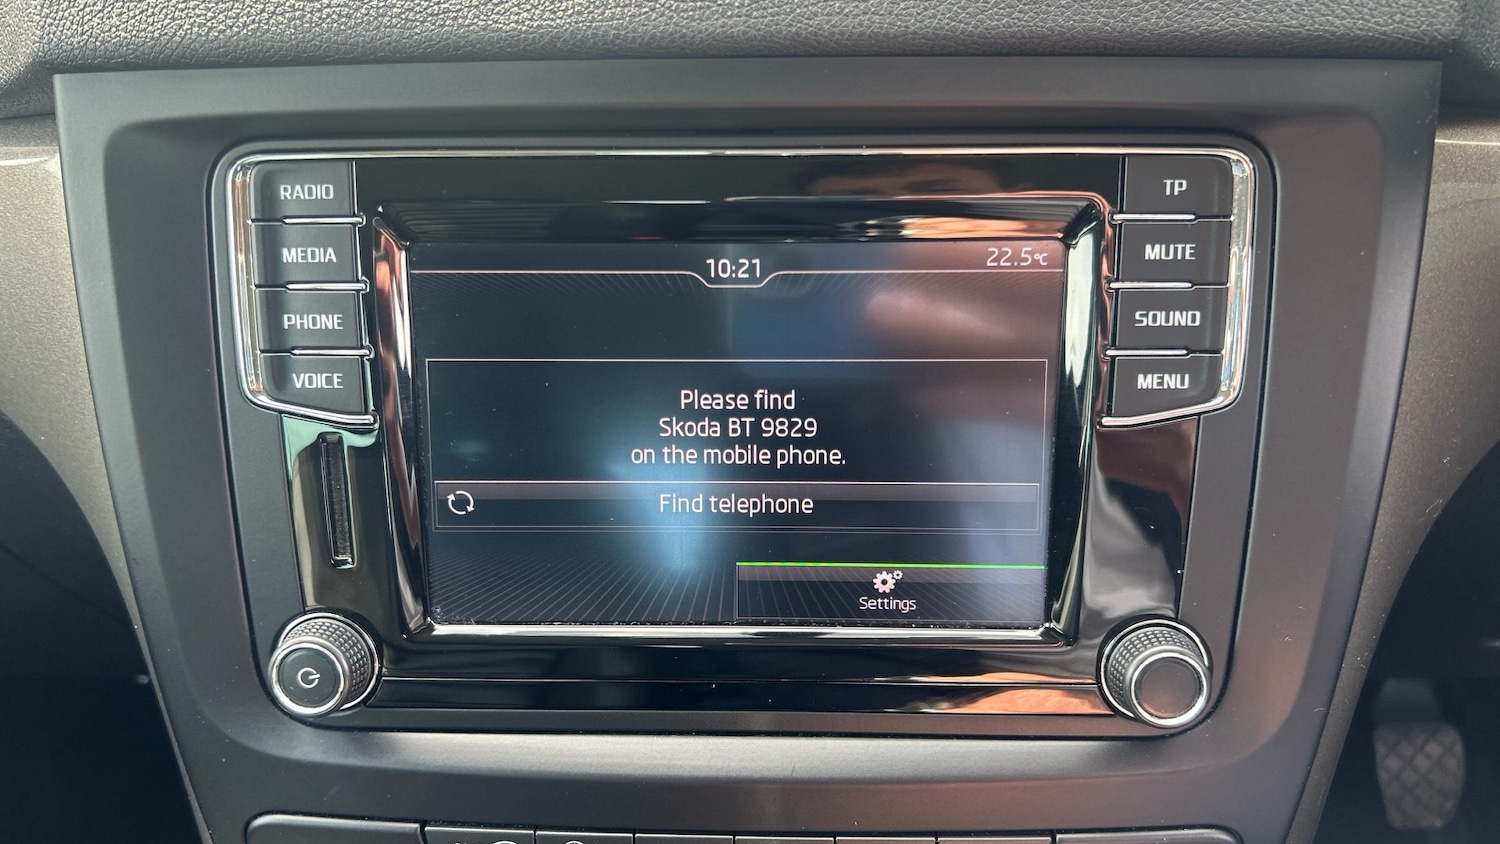 RADIO
MEDIA
PHONE
VOICE
TP
MUTE
SOUND
MENU
10:21
22.5°C
Please find
Skoda BT 9829
on the mobile phone.
Find telephone
Settings